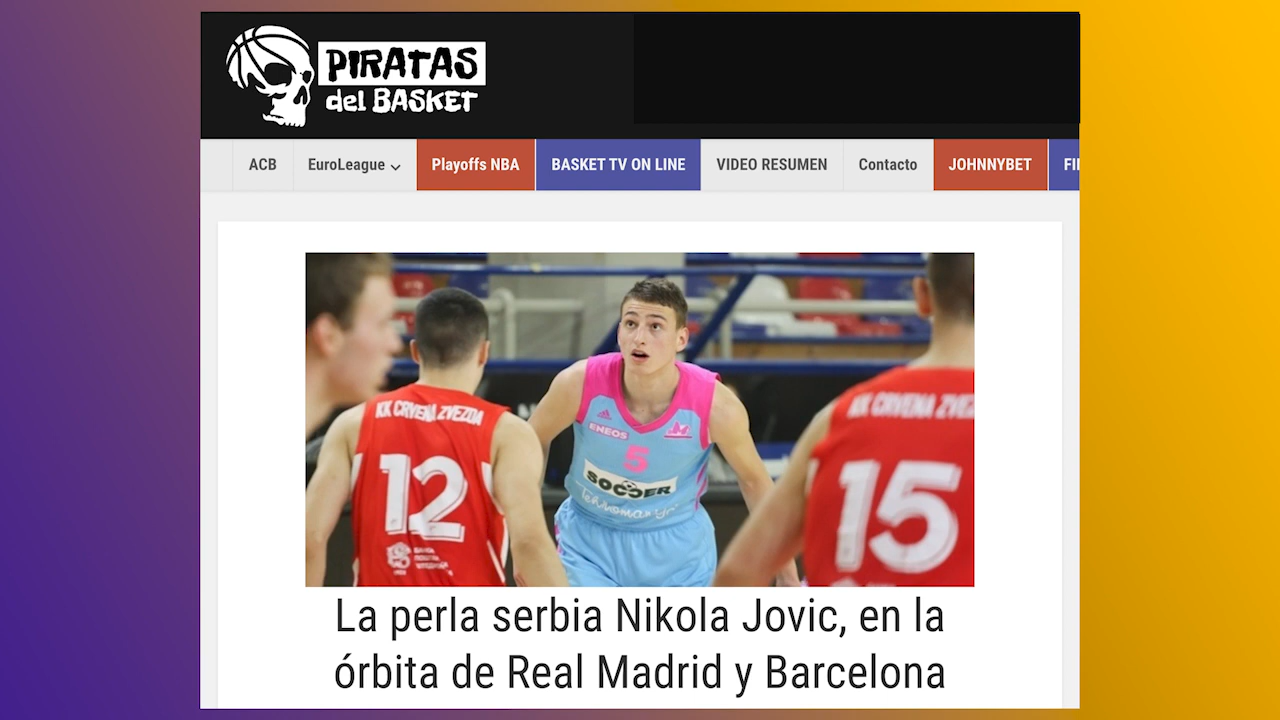 PIRATAS
del BASKET
ACB
EuroLeague
Playoffs NBA
BASKET TV ON LINE
VIDEO RESUMEN
Contacto
JOHNNYBET
KK CRVENA ZVEZDA
12
ENEOS
5
SOCCER
KK CRVENA
15
La perla serbia Nikola Jovic, en la
órbita de Real Madrid y Barcelona